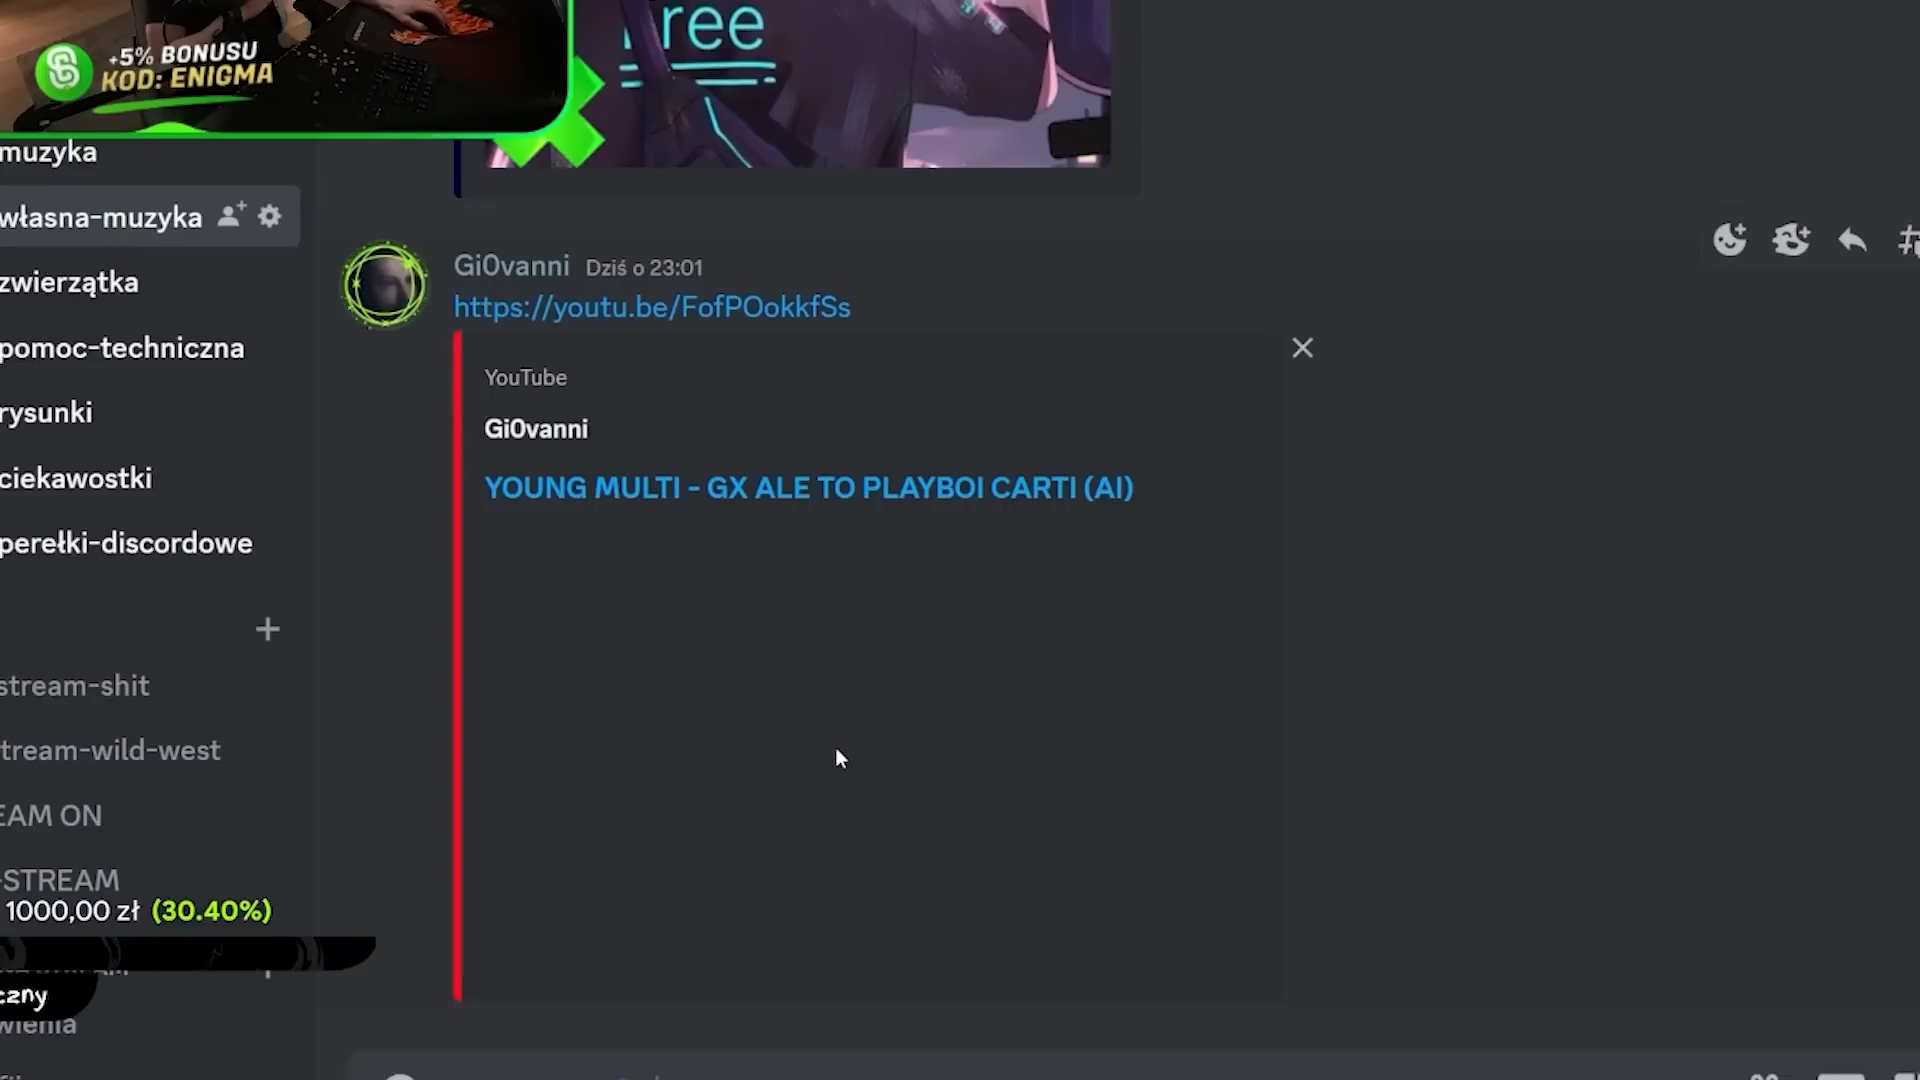 +5% BONUSU
KOD: ENIGMA
ree
muzyka
własna-muzyka
zwierzątka
pomoc-techniczna
rysunki
ciekawostki
perełki-discordowe
stream-shit
tream-wild-west
EAM ON
-STREAM
1000,00 zł (30.40%)
czny
wienia
Gi0vanni Dziś o 23:01
https://youtu.be/FofPOokkfSs
YouTube
Gi0vanni
YOUNG MULTI - GX ALE TO PLAYBOI CARTI (AI)